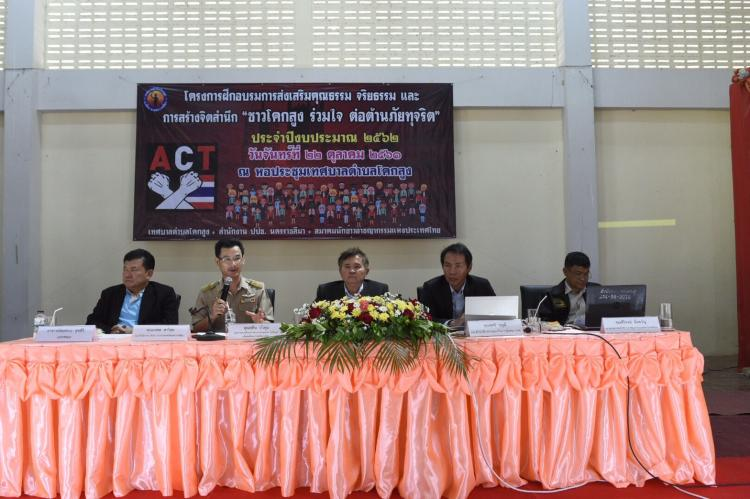 โครงการฝึกอบรมการส่งเสริมคุณธรรม จริยธรรม และ
การสร้างจิตสำนึก "ชาวโคกสูง ร่วมใจ ต่อต้านภัยทุจริต"
ประจำปีงบประมาณ ๒๕๖๒
วันจันทร์ที่ ๒๒ ตุลาคม ๒๕๖๑
ณ หอประชุมเทศบาลตำบลโคกสูง
ACT
เทศบาลตำบลโคกสูง + สำนักงาน ปปช. นครราชสีมา + สมาคมนักข่าวอาชญากรรมแห่งประเทศไทย